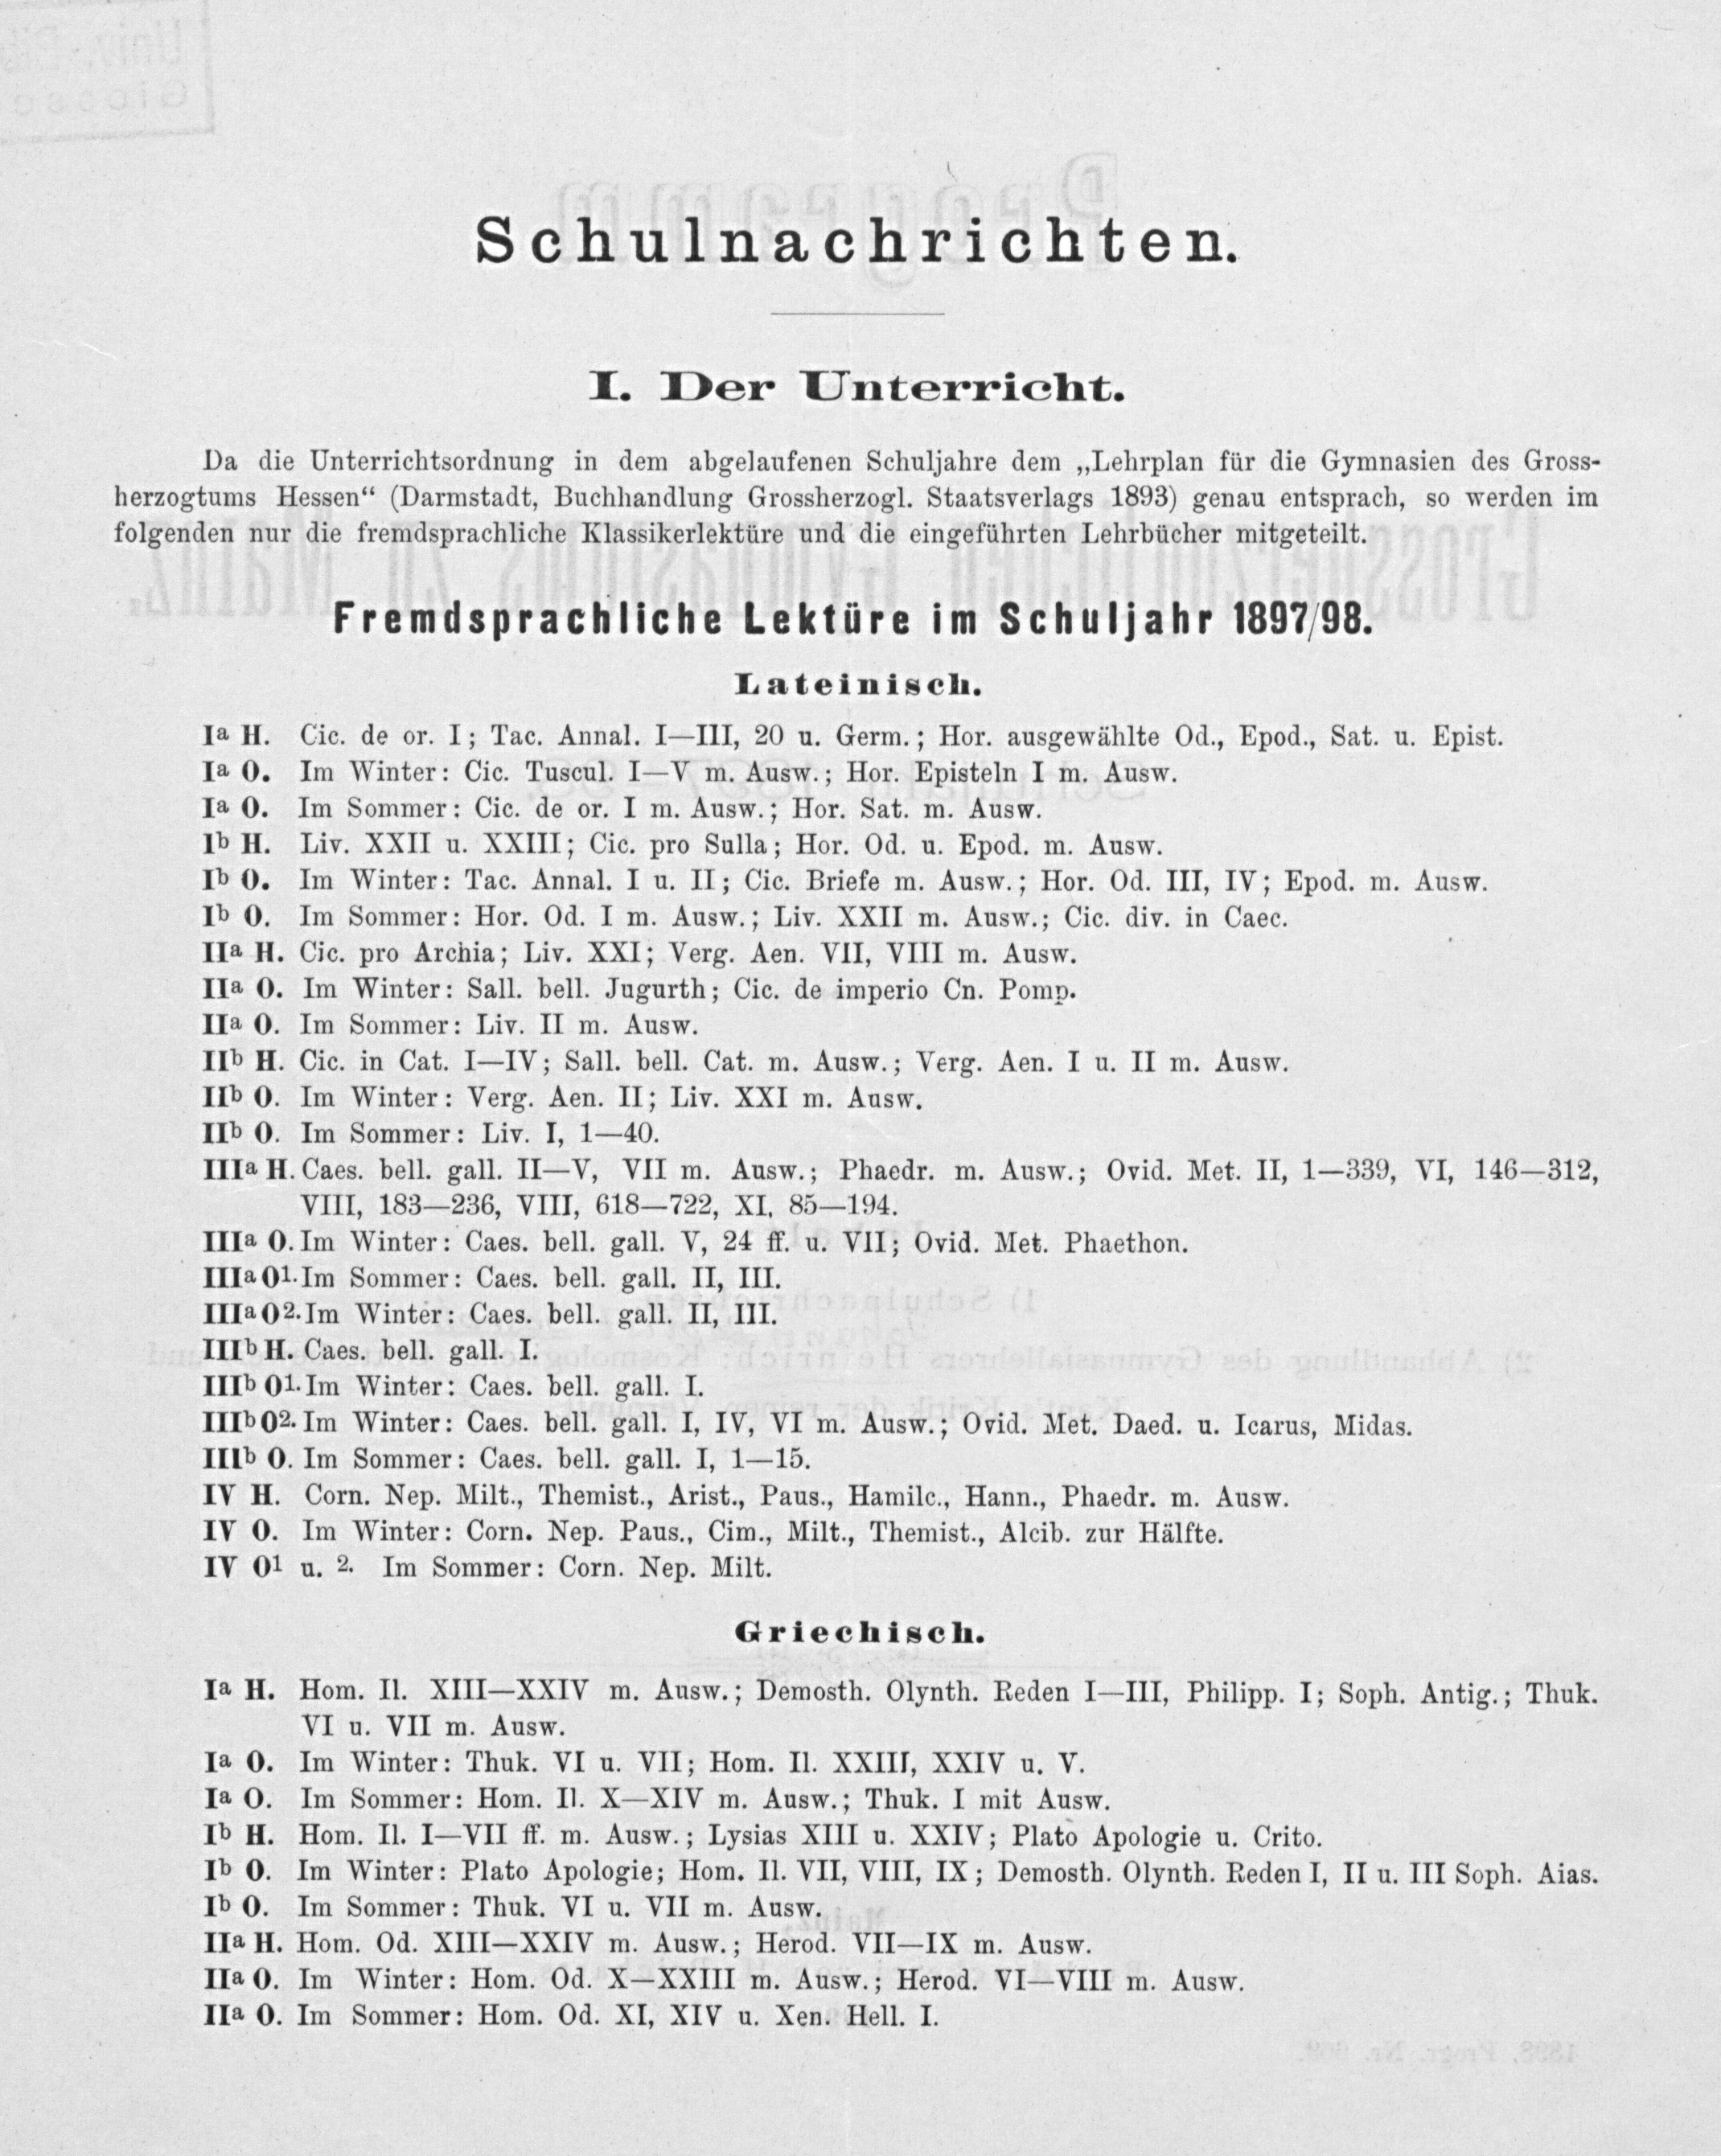 Schulnachrichten.
I. Der Unterricht.
Da die Unterrichtsordnung in dem abgelaufenen Schuljahre dem „Lehrplan für die Gymnasien des Gross-
herzogtums Hessen“ (Darmstadt, Buchhandlung Grossherzogl. Staatsverlags 1893) genau entsprach, so werden im
folgenden nur die fremdsprachliche Klassikerlektüre und die eingeführten Lehrbücher mitgeteilt.
Fremdsprachliche Lektüre im Schuljahr 1897/98.
Lateinisch.
Ia H. Cic. de or. I; Tac. Annal. I—III, 20 u. Germ.; Hor. ausgewählte Od., Epod., Sat. u. Epist.
Ia O. Im Winter: Cic. Tuscul. I—V m. Ausw.; Hor. Episteln I m. Ausw.
Ia O. Im Sommer: Cic. de or. I m. Ausw.; Hor. Sat. m. Ausw.
Ib H. Liv. XXII u. XXIII; Cic. pro Sulla; Hor. Od. u. Epod. m. Ausw.
Ib O. Im Winter: Tac. Annal. I u. II; Cic. Briefe m. Ausw.; Hor. Od. III, IV; Epod. m. Ausw.
Ib O. Im Sommer: Hor. Od. I m. Ausw.; Liv. XXII m. Ausw.; Cic. div. in Caec.
IIa H. Cic. pro Archia; Liv. XXI; Verg. Aen. VII, VIII m. Ausw.
IIa O. Im Winter: Sall. bell. Jugurth; Cic. de imperio Cn. Pomp.
IIa O. Im Sommer: Liv. II m. Ausw.
IIb H. Cic. in Cat. I—IV; Sall. bell. Cat. m. Ausw.; Verg. Aen. I u. II m. Ausw.
IIb O. Im Winter: Verg. Aen. II; Liv. XXI m. Ausw.
IIb O. Im Sommer: Liv. I, 1—40.
IIIa H. Caes. bell. gall. II—V, VII m. Ausw.; Phaedr. m. Ausw.; Ovid. Met. II, 1—339, VI, 146—312,
VIII, 183—236, VIII, 618—722, XI, 85—194.
IIIa O. Im Winter: Caes. bell. gall. V, 24 ff. u. VII; Ovid. Met. Phaethon.
IIIa O1. Im Sommer: Caes. bell. gall. II, III.
IIIa O2. Im Winter: Caes. bell. gall. II, III.
IIIb H. Caes. bell. gall. I.
IIIb O1. Im Winter: Caes. bell. gall. I.
IIIb O2. Im Winter: Caes. bell. gall. I, IV, VI m. Ausw.; Ovid. Met. Daed. u. Icarus, Midas.
IIIb O. Im Sommer: Caes. bell. gall. I, 1—15.
IV H. Corn. Nep. Milt., Themist., Arist., Paus., Hamilc., Hann., Phaedr. m. Ausw.
IV O. Im Winter: Corn. Nep. Paus., Cim., Milt., Themist., Alcib. zur Hälfte.
IV O1 u. 2. Im Sommer: Corn. Nep. Milt.
Griechisch.
Ia H. Hom. Il. XIII—XXIV m. Ausw.; Demosth. Olynth. Reden I—III, Philipp. I; Soph. Antig.; Thuk.
VI u. VII m. Ausw.
Ia O. Im Winter: Thuk. VI u. VII; Hom. Il. XXIII, XXIV u. V.
Ia O. Im Sommer: Hom. Il. X—XIV m. Ausw.; Thuk. I mit Ausw.
Ib H. Hom. Il. I—VII ff. m. Ausw.; Lysias XIII u. XXIV; Plato Apologie u. Crito.
Ib O. Im Winter: Plato Apologie; Hom. Il. VII, VIII, IX; Demosth. Olynth. Reden I, II u. III Soph. Aias.
Ib O. Im Sommer: Thuk. VI u. VII m. Ausw.
IIa H. Hom. Od. XIII—XXIV m. Ausw.; Herod. VII—IX m. Ausw.
IIa O. Im Winter: Hom. Od. X—XXIII m. Ausw.; Herod. VI—VIII m. Ausw.
IIa O. Im Sommer: Hom. Od. XI, XIV u. Xen. Hell. I.